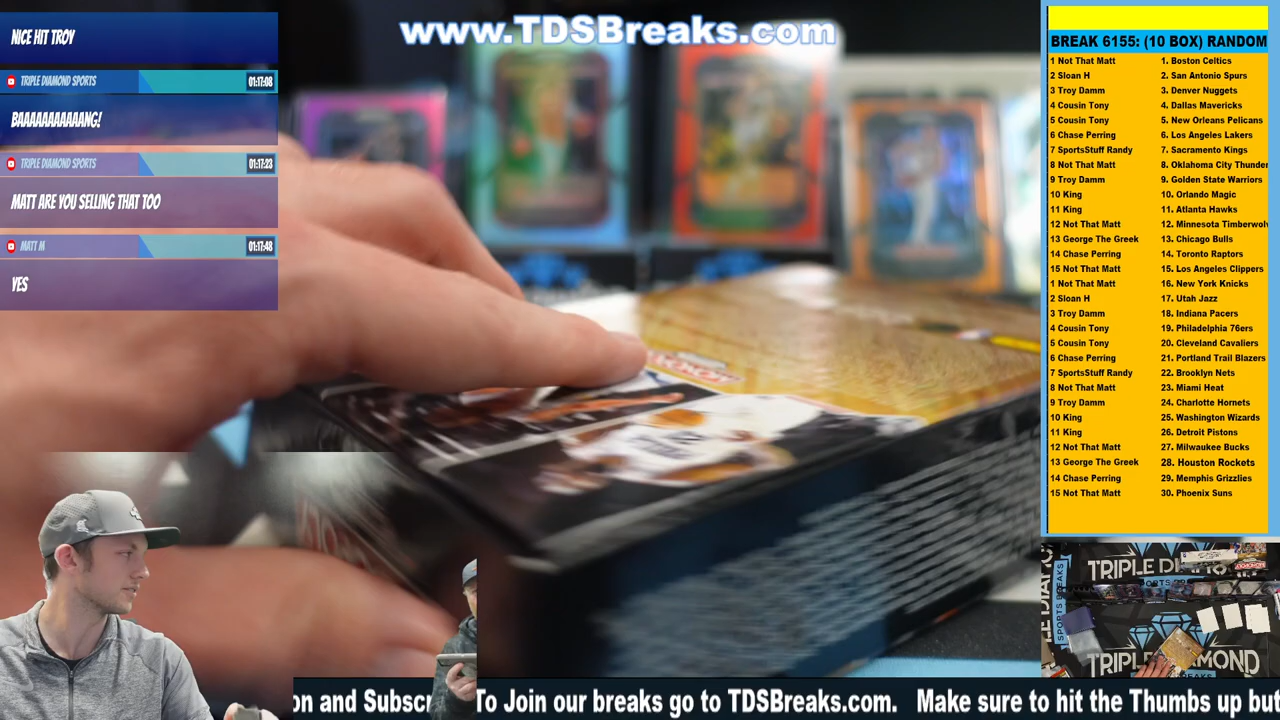 www.TDSBreaks.com
NICE HIT TROY
TRIPLE DIAMOND SPORTS 01:17:08
BAAAAAAAAAAANG!
TRIPLE DIAMOND SPORTS 01:17:23
MATT ARE YOU SELLING THAT TOO
MATT M 01:17:48
YES
BREAK 6155: (10 BOX) RANDOM
1 Not That Matt 1. Boston Celtics
2 Sloan H 2. San Antonio Spurs
3 Troy Damm 3. Denver Nuggets
4 Cousin Tony 4. Dallas Mavericks
5 Cousin Tony 5. New Orleans Pelicans
6 Chase Perring 6. Los Angeles Lakers
7 SportsStuff Randy 7. Sacramento Kings
8 Not That Matt 8. Oklahoma City Thunder
9 Troy Damm 9. Golden State Warriors
10 King 10. Orlando Magic
11 King 11. Atlanta Hawks
12 Not That Matt 12. Minnesota Timberwol
13 George The Greek 13. Chicago Bulls
14 Chase Perring 14. Toronto Raptors
15 Not That Matt 15. Los Angeles Clippers
1 Not That Matt 16. New York Knicks
2 Sloan H 17. Utah Jazz
3 Troy Damm 18. Indiana Pacers
4 Cousin Tony 19. Philadelphia 76ers
5 Cousin Tony 20. Cleveland Cavaliers
6 Chase Perring 21. Portland Trail Blazers
7 SportsStuff Randy 22. Brooklyn Nets
8 Not That Matt 23. Miami Heat
9 Troy Damm 24. Charlotte Hornets
10 King 25. Washington Wizards
11 King 26. Detroit Pistons
12 Not That Matt 27. Milwaukee Bucks
13 George The Greek 28. Houston Rockets
14 Chase Perring 29. Memphis Grizzlies
15 Not That Matt 30. Phoenix Suns
TRIPLE DIAMOND
SPORTS BREAKS
TRIPLE DIAMOND
BREAKS
on and Subscr To Join our breaks go to TDSBreaks.com. Make sure to hit the Thumbs up but